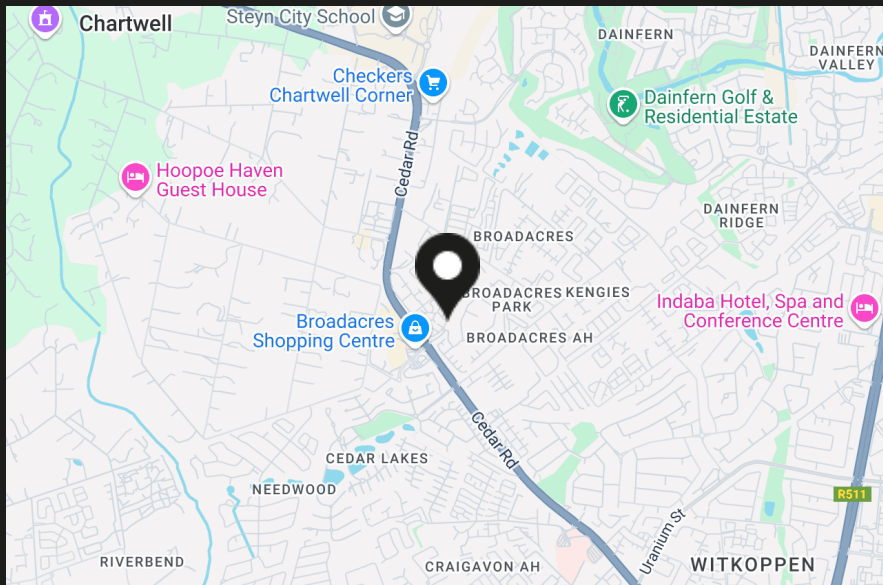 Steyn City School
Chartwell
DAINFERN
DAINFERN
VALLEY
Checkers
Chartwell Corner
Dainfern Golf &
Residential Estate
Cedar Rd
Hoopoe Haven
Guest House
DAINFERN
RIDGE
BROADACRES
BROADACRES
PARK
KENGIES
Indaba Hotel, Spa and
Conference Centre
Broadacres
Shopping Centre
BROADACRES AH
Cedar Rd
CEDAR LAKES
NEEDWOOD
R511
Uranium St
RIVERBEND
CRAIGAVON AH
WITKOPPEN